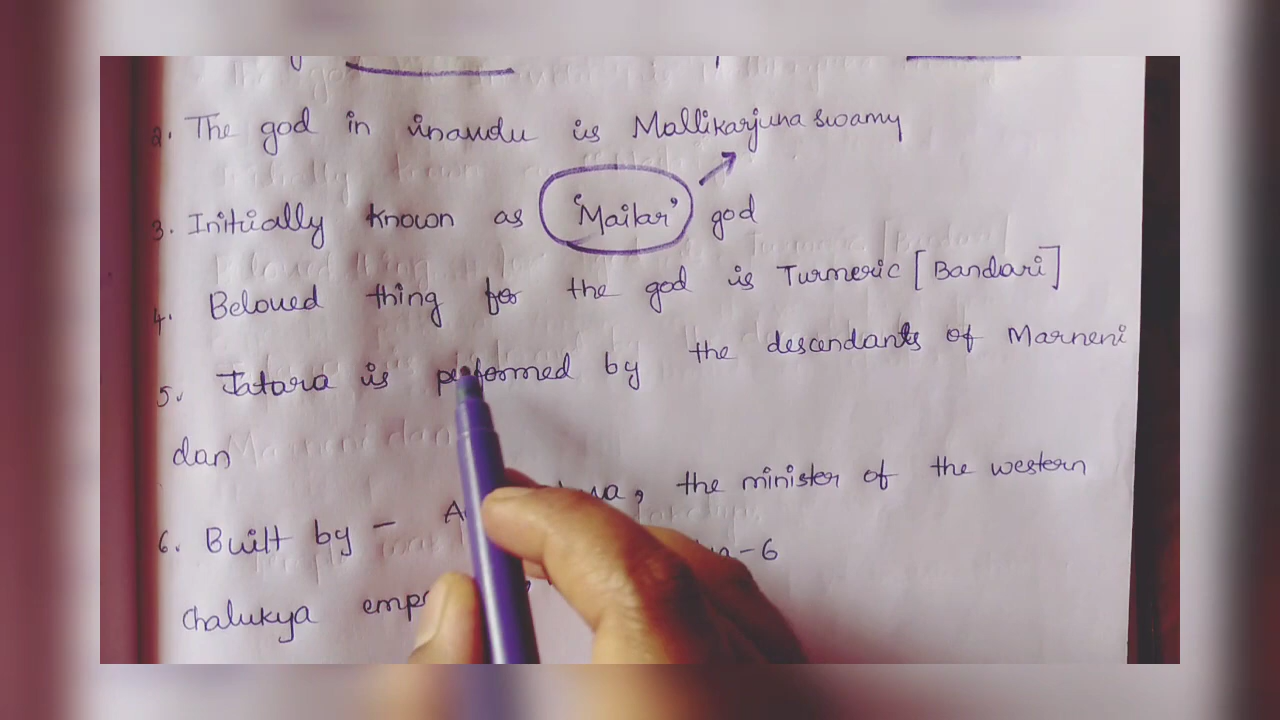 2. The god in inavolu is Mallikarjuna swamy
3. Initially known as 'Mailar' god
4. Beloved thing for the god is Turmeric [Bandari]
5. Jatara is performed by the descendants of Marneni
dan
6. Built by - the minister of the western
Chalukya - 6